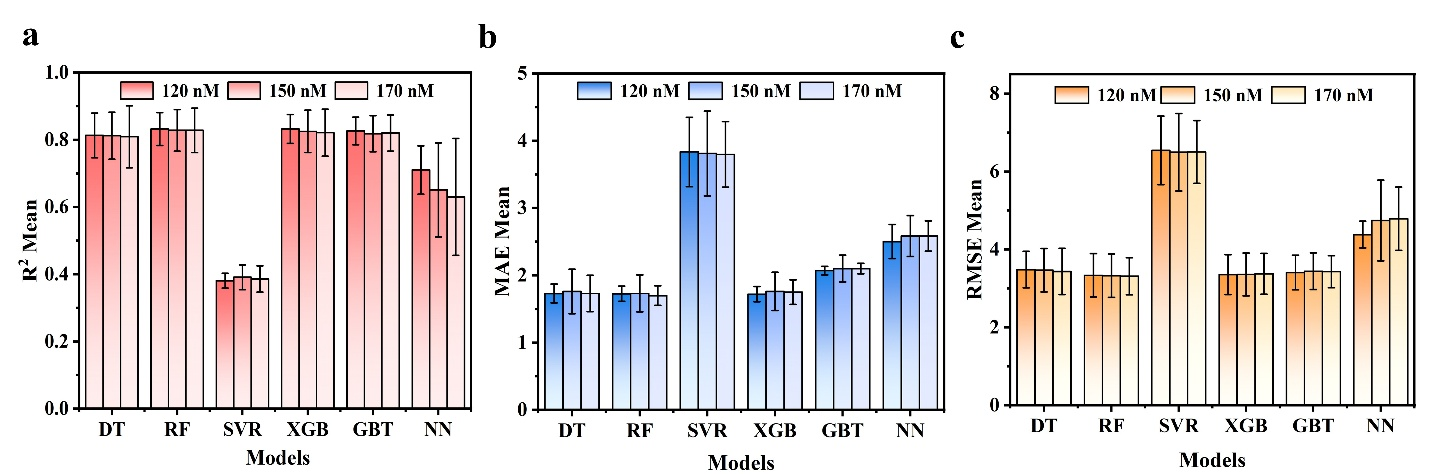 a
120 nM 150 nM 170 nM
1.0
0.8
0.6
0.4
0.2
0.0
R² Mean
DT RF SVR XGB GBT NN
Models
b
120 nM 150 nM 170 nM
5
4
3
2
1
0
MAE Mean
DT RF SVR XGB GBT NN
Models
c
120 nM 150 nM 170 nM
8
6
4
2
0
RMSE Mean
DT RF SVR XGB GBT NN
Models